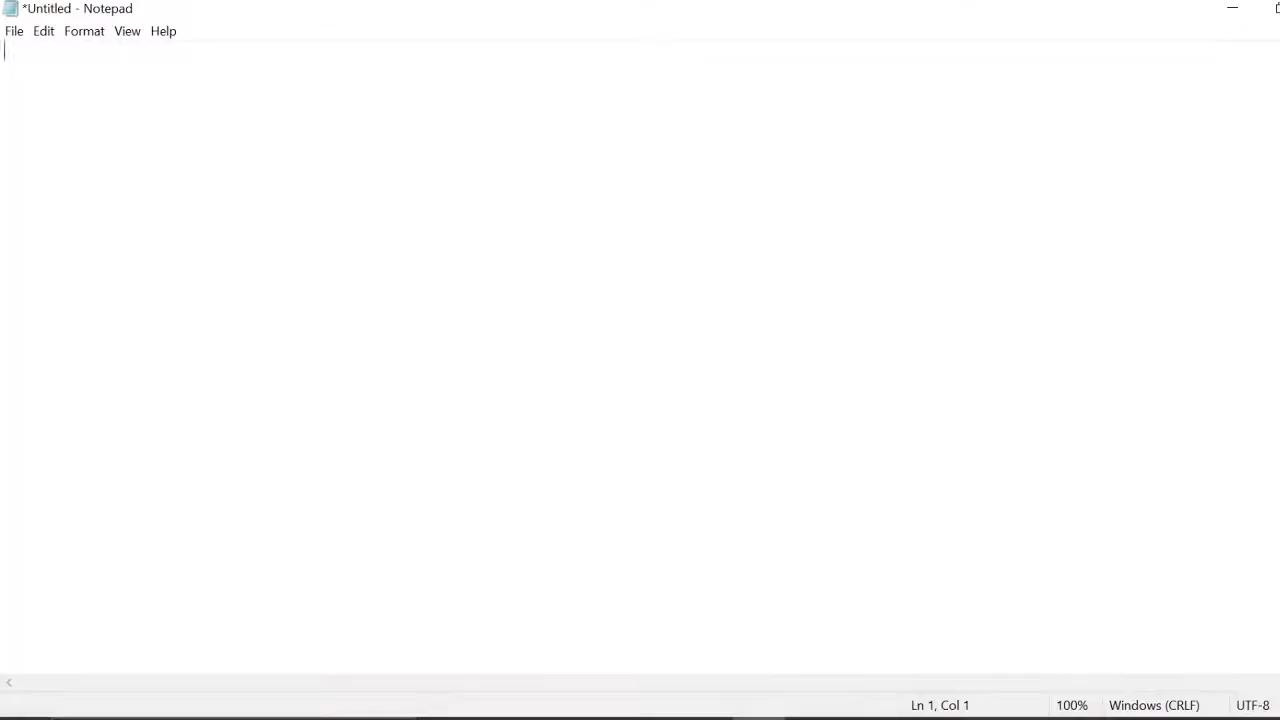 *Untitled - Notepad
File Edit Format View Help
Ln 1, Col 1 100% Windows (CRLF) UTF-8